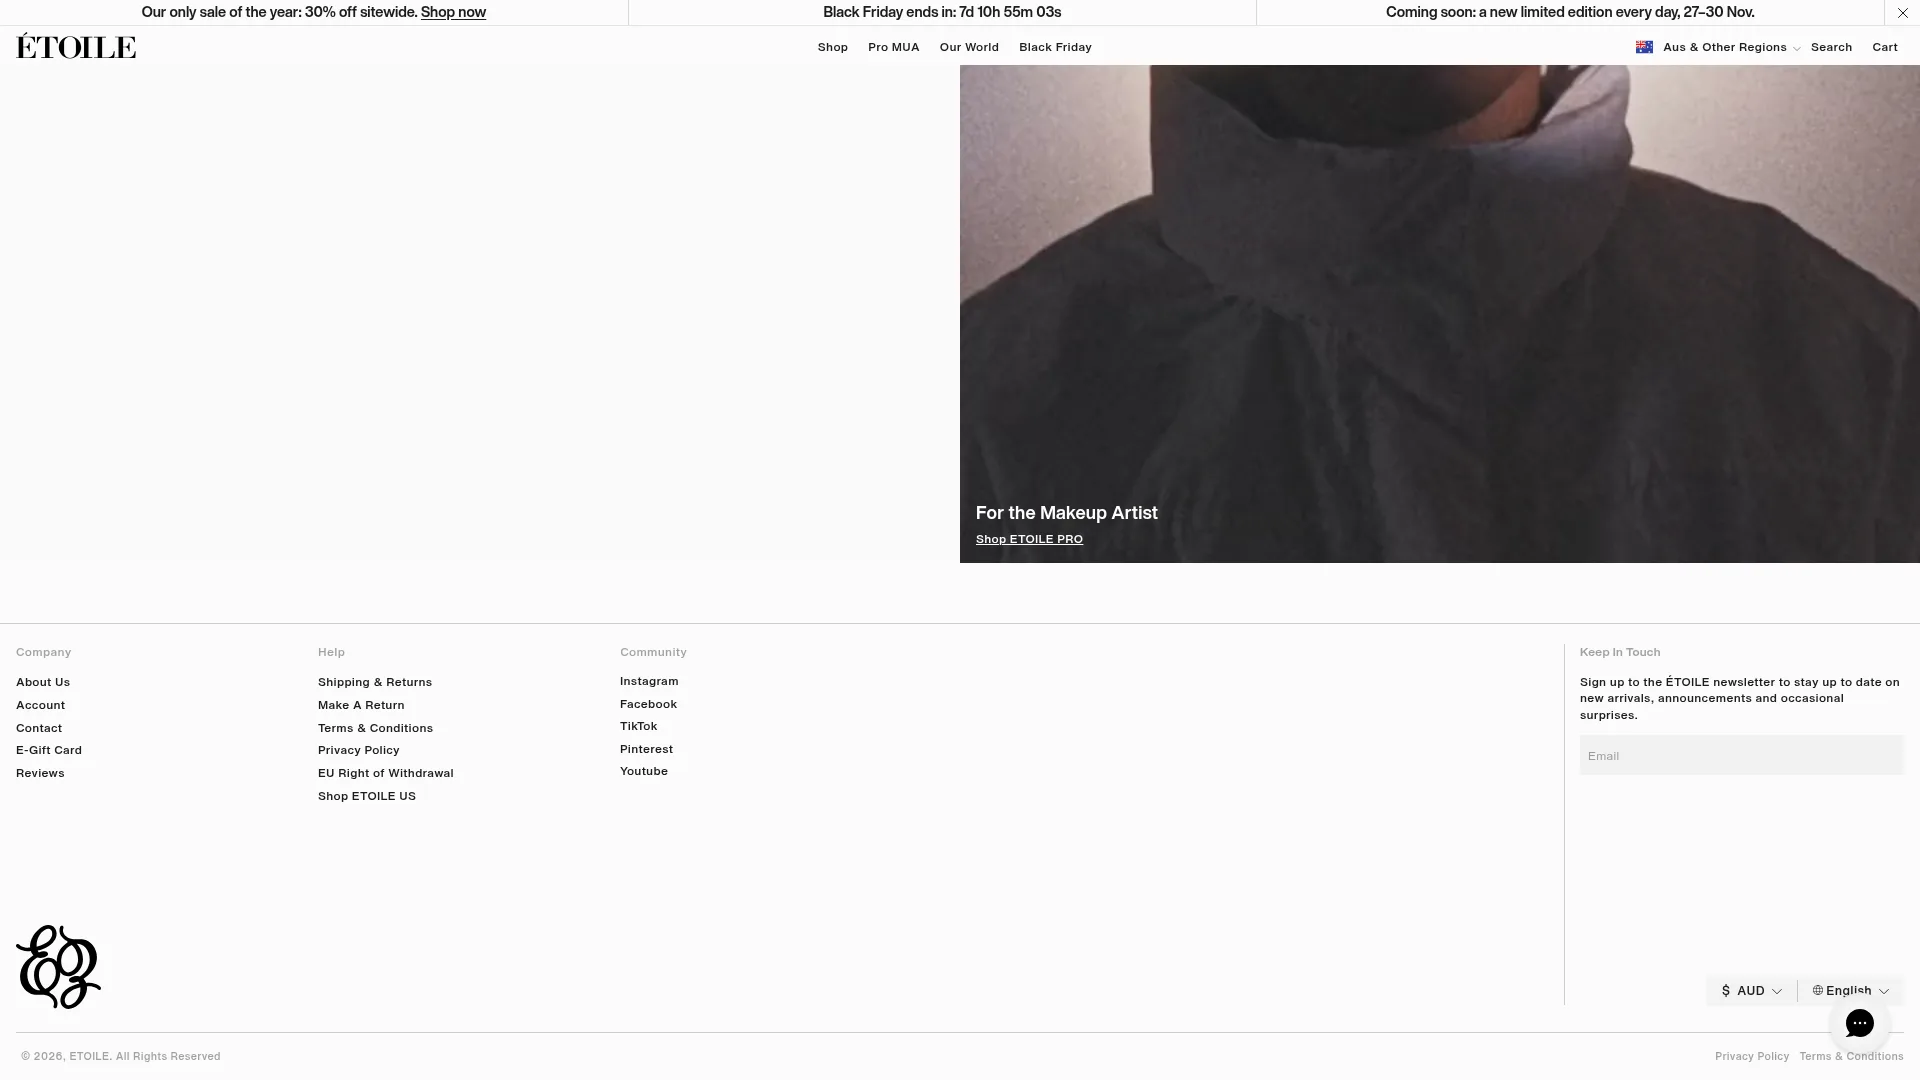 Our only sale of the year: 30% off sitewide. Shop now
Black Friday ends in: 7d 10h 55m 03s
Coming soon: a new limited edition every day, 27–30 Nov.
ÉTOILE
Shop
Pro MUA
Our World
Black Friday
Aus & Other Regions
Search
Cart
For the Makeup Artist
Shop ETOILE PRO
Company
About Us
Account
Contact
E-Gift Card
Reviews
Help
Shipping & Returns
Make A Return
Terms & Conditions
Privacy Policy
EU Right of Withdrawal
Shop ETOILE US
Community
Instagram
Facebook
TikTok
Pinterest
Youtube
Keep In Touch
Sign up to the ÉTOILE newsletter to stay up to date on
new arrivals, announcements and occasional
surprises.
Email
$ AUD
English
© 2026, ETOILE. All Rights Reserved
Privacy Policy
Terms & Conditions